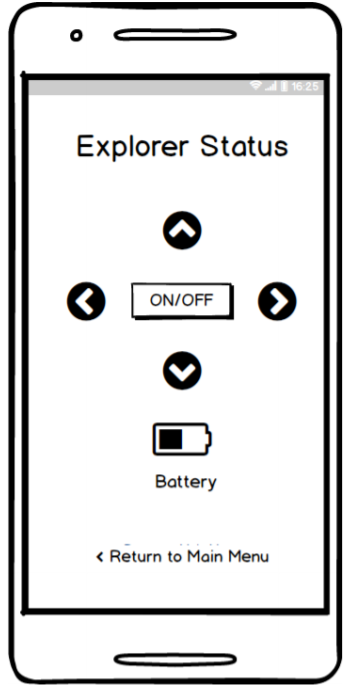 16:25
Explorer Status
ON/OFF
Battery
< Return to Main Menu